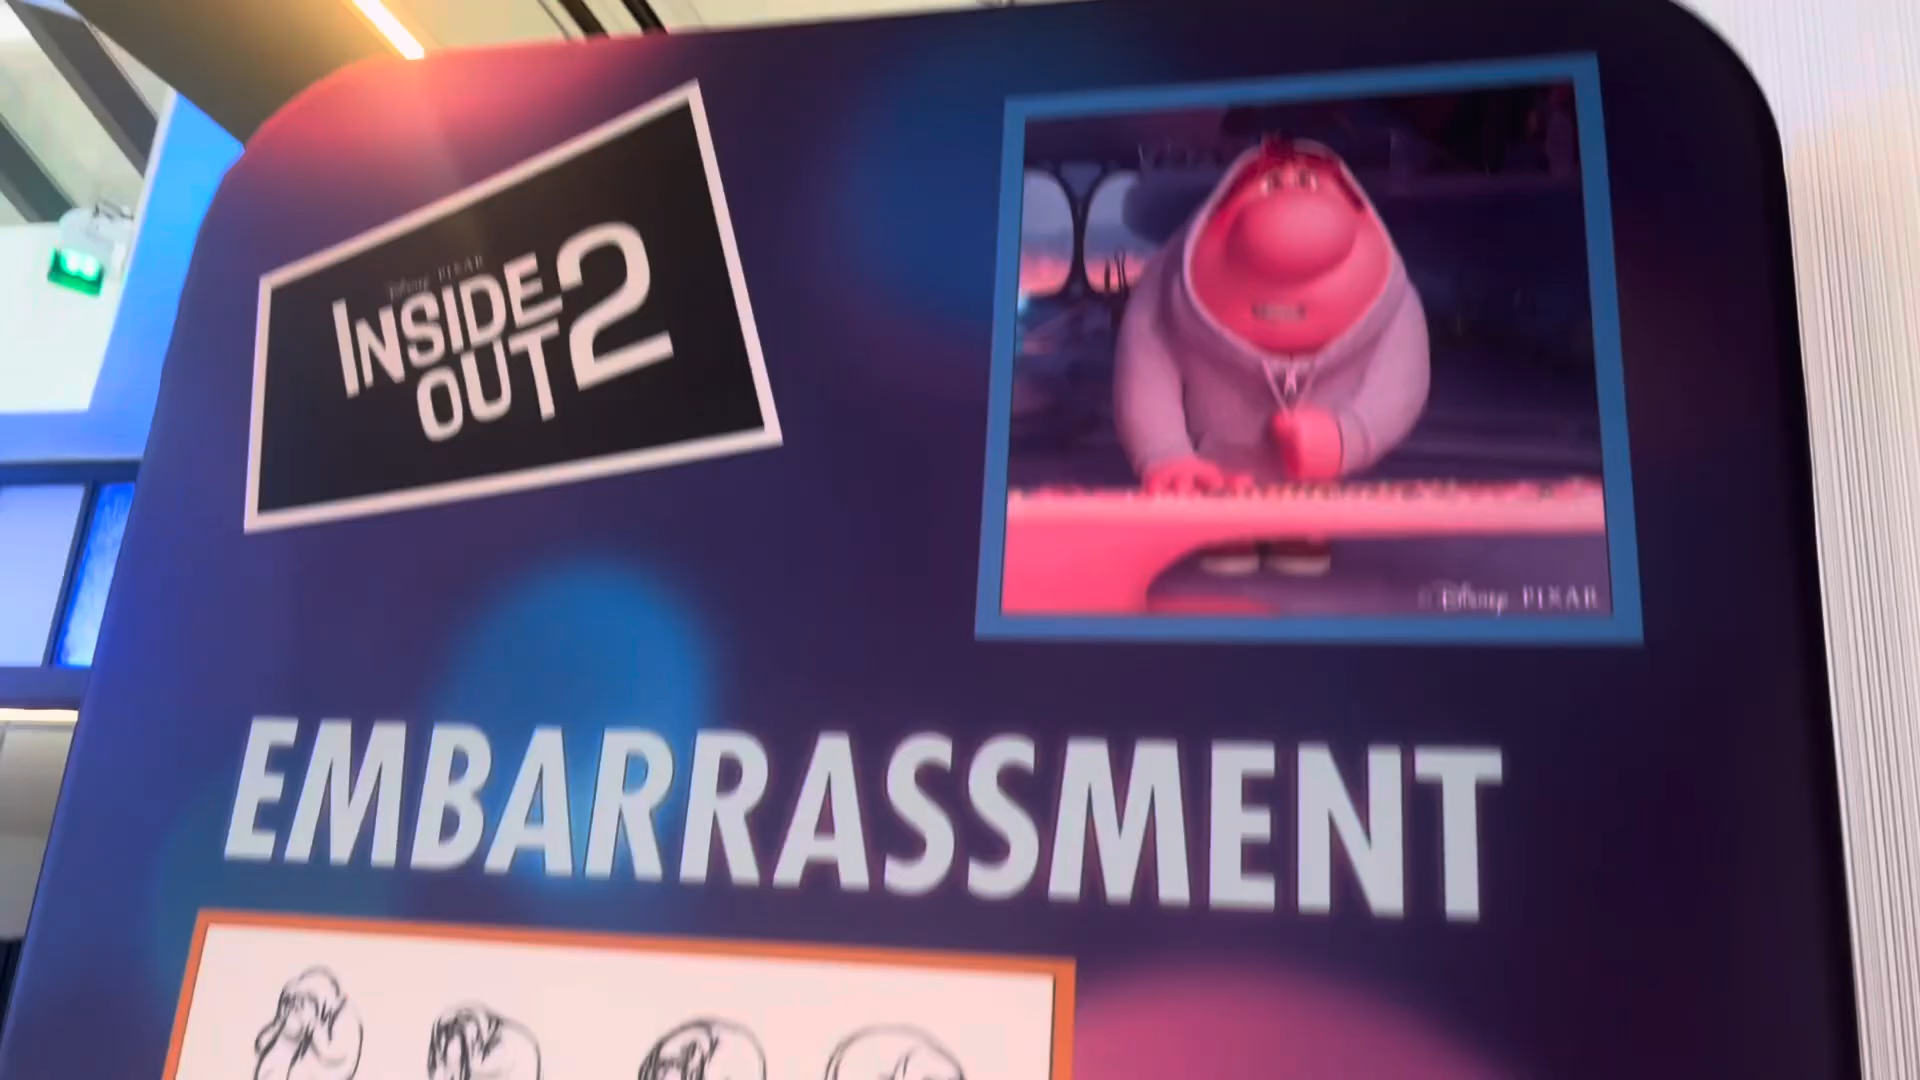 Disney PIXAR
INSIDE
OUT 2
© Disney PIXAR
EMBARRASSMENT